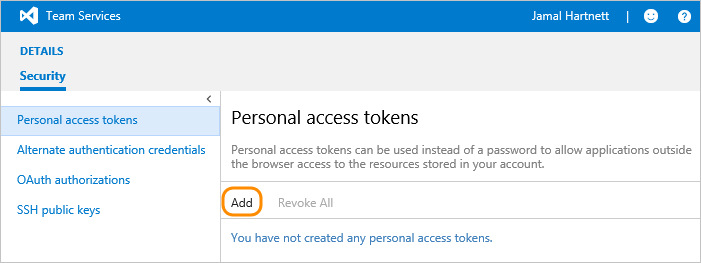 Team Services
Jamal Hartnett | ?
DETAILS
Security
Personal access tokens
Alternate authentication credentials
OAuth authorizations
SSH public keys
Personal access tokens
Personal access tokens can be used instead of a password to allow applications outside
the browser access to the resources stored in your account.
Add Revoke All
You have not created any personal access tokens.